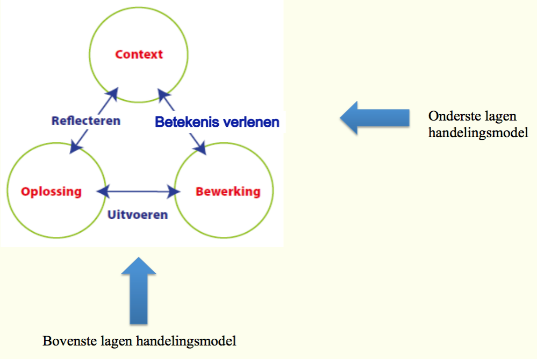 Context
Reflecteren
Betekenis verlenen
Onderste lagen
handelingsmodel
Oplossing
Bewerking
Uitvoeren
Bovenste lagen handelingsmodel